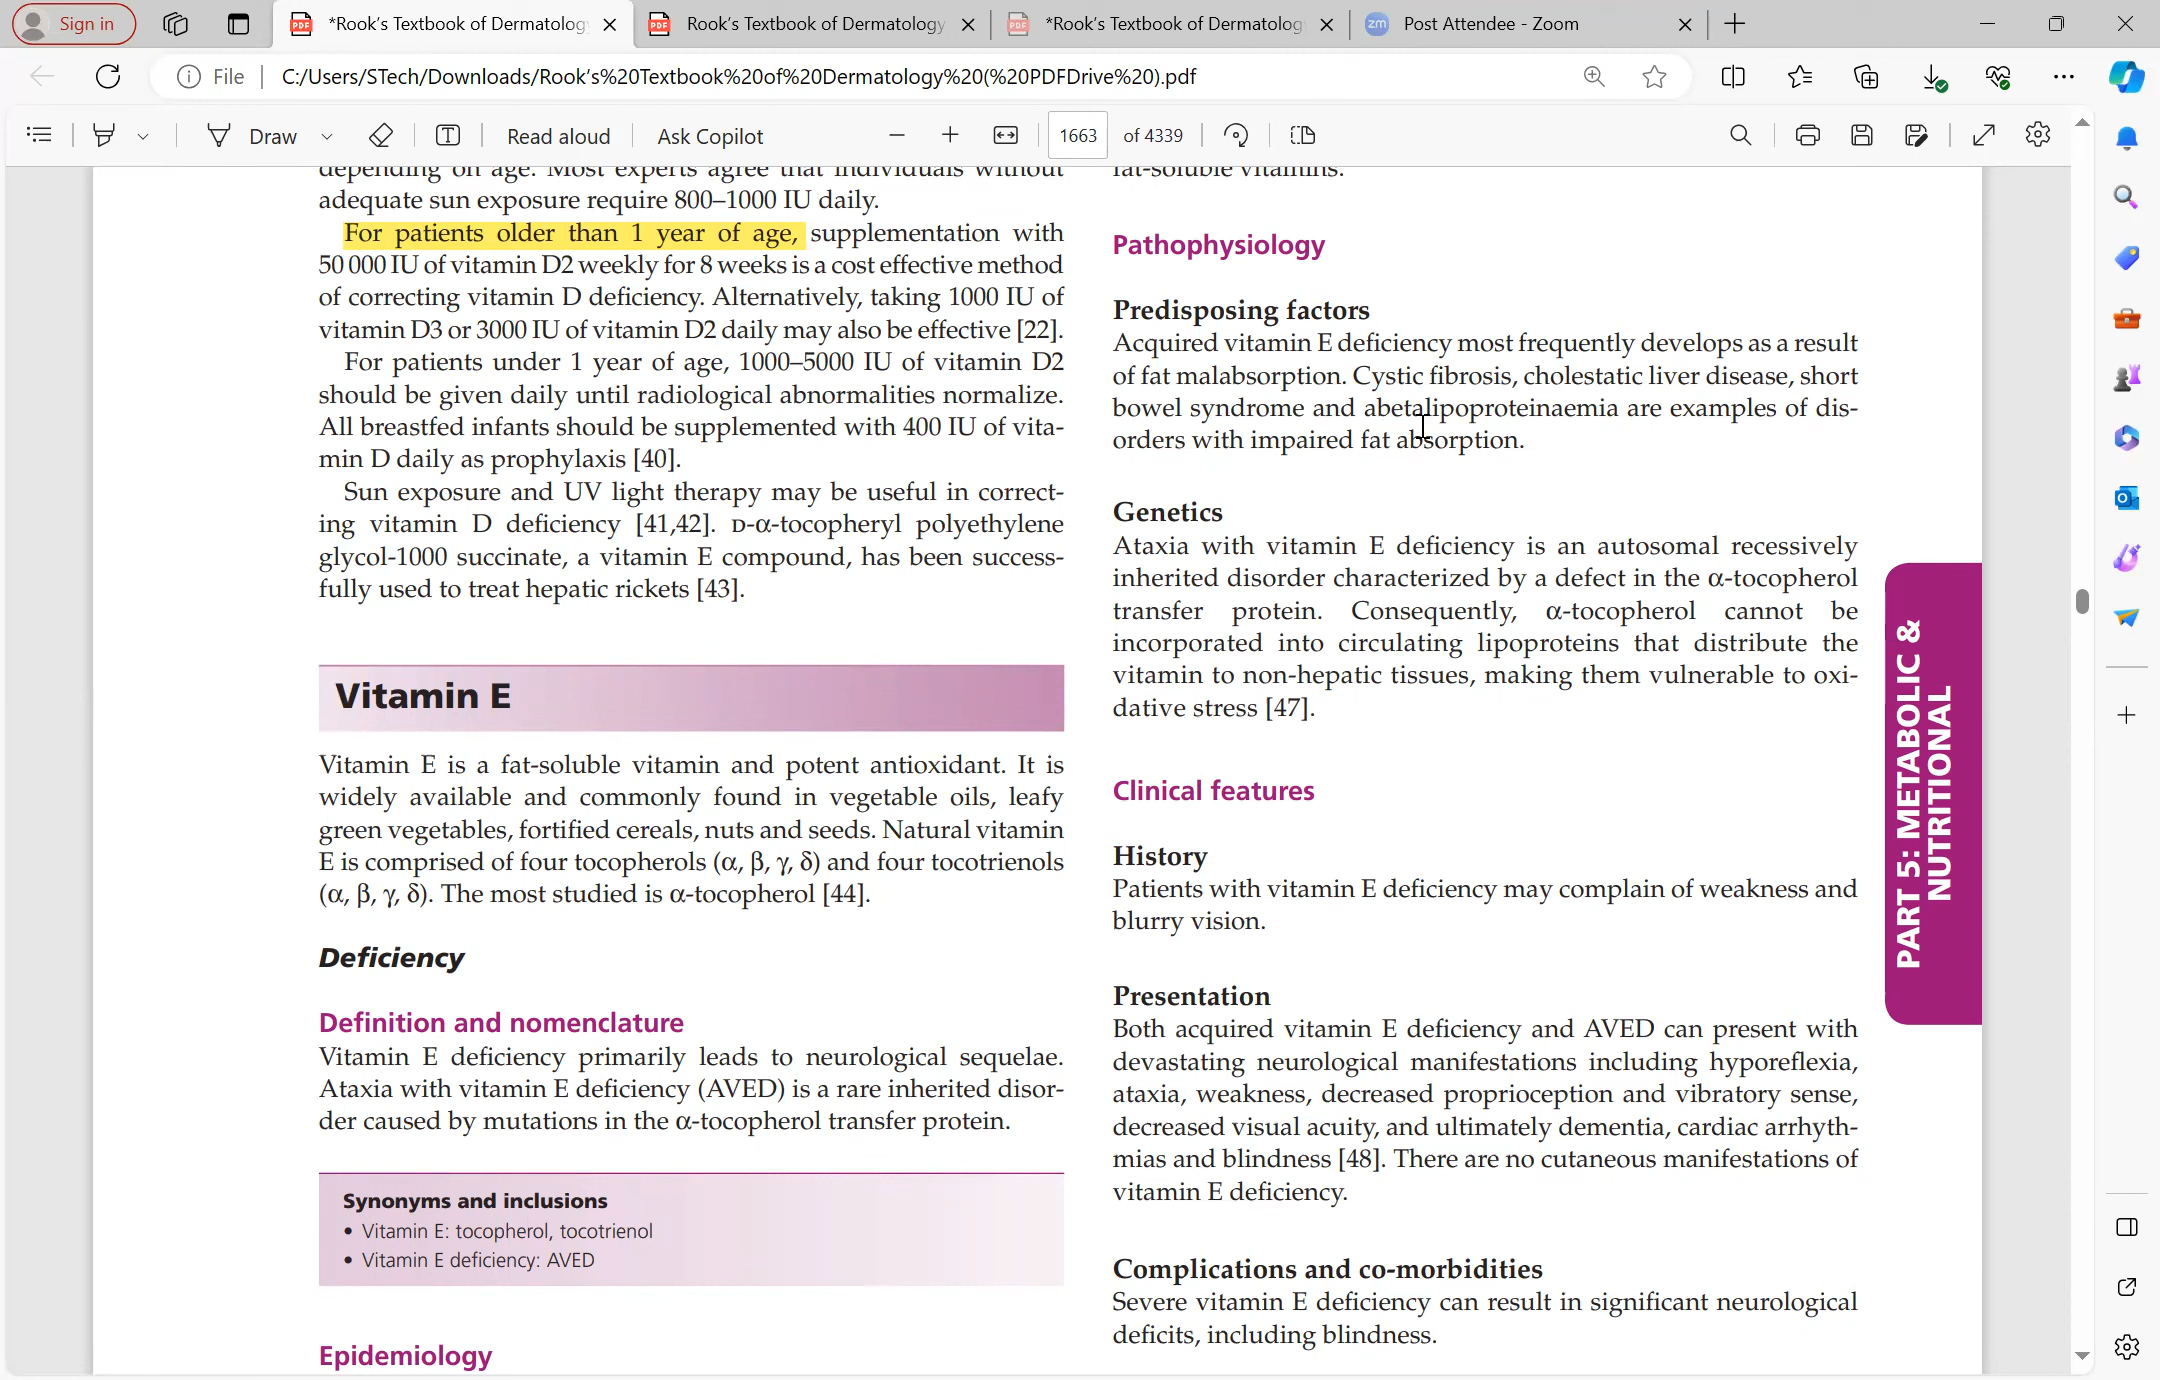 Sign in
*Rook's Textbook of Dermatolog
Rook's Textbook of Dermatology
*Rook's Textbook of Dermatolog
zm
Post Attendee - Zoom
File
C:/Users/STech/Downloads/Rook's%20Textbook%20of%20Dermatology%20(%20PDFDrive%20).pdf
Draw
Read aloud
Ask Copilot
1663
of 4339
depending on age. Most experts agree that individuals without
adequate sun exposure require 800–1000 IU daily.
For patients older than 1 year of age, supplementation with
50 000 IU of vitamin D2 weekly for 8 weeks is a cost effective method
of correcting vitamin D deficiency. Alternatively, taking 1000 IU of
vitamin D3 or 3000 IU of vitamin D2 daily may also be effective [22].
For patients under 1 year of age, 1000–5000 IU of vitamin D2
should be given daily until radiological abnormalities normalize.
All breastfed infants should be supplemented with 400 IU of vita-
min D daily as prophylaxis [40].
Sun exposure and UV light therapy may be useful in correct-
ing vitamin D deficiency [41,42]. D-α-tocopheryl polyethylene
glycol-1000 succinate, a vitamin E compound, has been success-
fully used to treat hepatic rickets [43].
Vitamin E
Vitamin E is a fat-soluble vitamin and potent antioxidant. It is
widely available and commonly found in vegetable oils, leafy
green vegetables, fortified cereals, nuts and seeds. Natural vitamin
E is comprised of four tocopherols (α, β, γ, δ) and four tocotrienols
(α, β, γ, δ). The most studied is α-tocopherol [44].
Deficiency
Definition and nomenclature
Vitamin E deficiency primarily leads to neurological sequelae.
Ataxia with vitamin E deficiency (AVED) is a rare inherited disor-
der caused by mutations in the α-tocopherol transfer protein.
Synonyms and inclusions
• Vitamin E: tocopherol, tocotrienol
• Vitamin E deficiency: AVED
Epidemiology
fat-soluble vitamins.
Pathophysiology
Predisposing factors
Acquired vitamin E deficiency most frequently develops as a result
of fat malabsorption. Cystic fibrosis, cholestatic liver disease, short
bowel syndrome and abetalipoproteinaemia are examples of dis-
orders with impaired fat absorption.
Genetics
Ataxia with vitamin E deficiency is an autosomal recessively
inherited disorder characterized by a defect in the α-tocopherol
transfer protein. Consequently, α-tocopherol cannot be
incorporated into circulating lipoproteins that distribute the
vitamin to non-hepatic tissues, making them vulnerable to oxi-
dative stress [47].
Clinical features
History
Patients with vitamin E deficiency may complain of weakness and
blurry vision.
Presentation
Both acquired vitamin E deficiency and AVED can present with
devastating neurological manifestations including hyporeflexia,
ataxia, weakness, decreased proprioception and vibratory sense,
decreased visual acuity, and ultimately dementia, cardiac arrhyth-
mias and blindness [48]. There are no cutaneous manifestations of
vitamin E deficiency.
Complications and co-morbidities
Severe vitamin E deficiency can result in significant neurological
deficits, including blindness.
PART 5: METABOLIC &
NUTRITIONAL